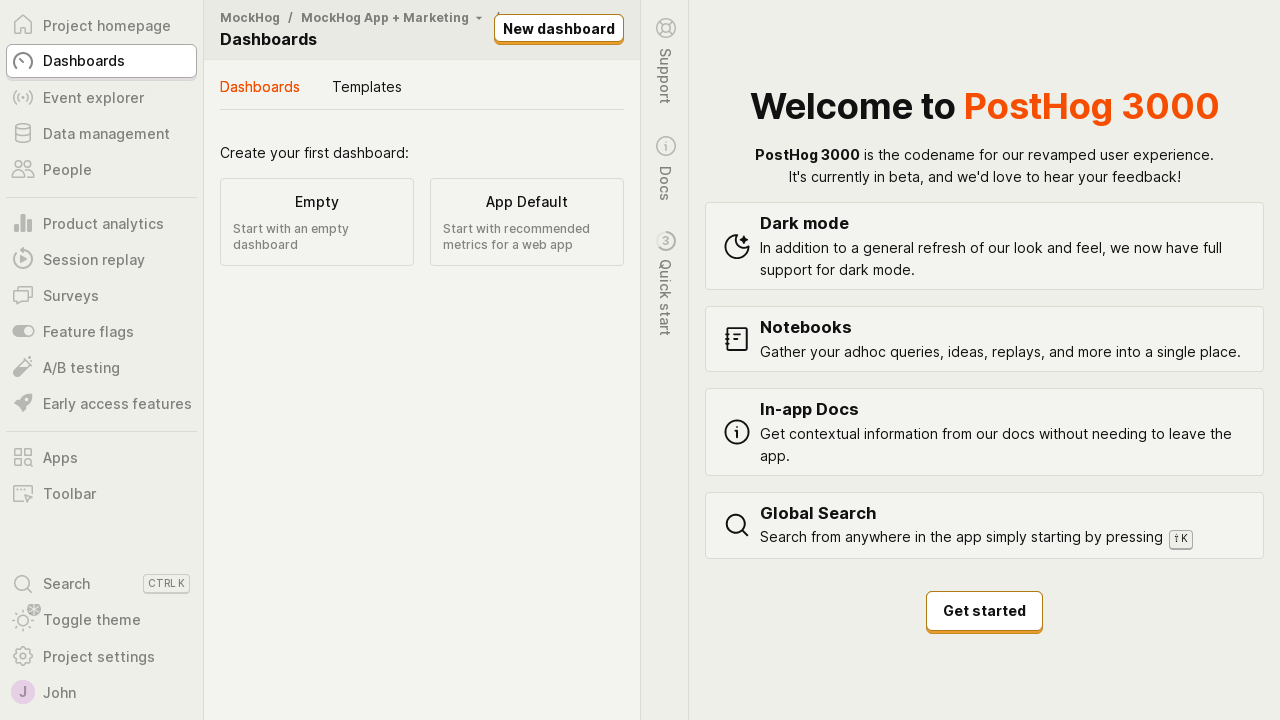 Project homepage
Dashboards
Event explorer
Data management
People
Product analytics
Session replay
Surveys
Feature flags
A/B testing
Early access features
Apps
Toolbar
Search CTRL K
Toggle theme
Project settings
J John
MockHog / MockHog App + Marketing /
Dashboards
New dashboard
Dashboards Templates
Create your first dashboard:
Empty
Start with an empty
dashboard
App Default
Start with recommended
metrics for a web app
Support
Docs
3 Quick start
Welcome to PostHog 3000
PostHog 3000 is the codename for our revamped user experience.
It's currently in beta, and we'd love to hear your feedback!
Dark mode
In addition to a general refresh of our look and feel, we now have full
support for dark mode.
Notebooks
Gather your adhoc queries, ideas, replays, and more into a single place.
In-app Docs
Get contextual information from our docs without needing to leave the
app.
Global Search
Search from anywhere in the app simply starting by pressing ⇧K
Get started